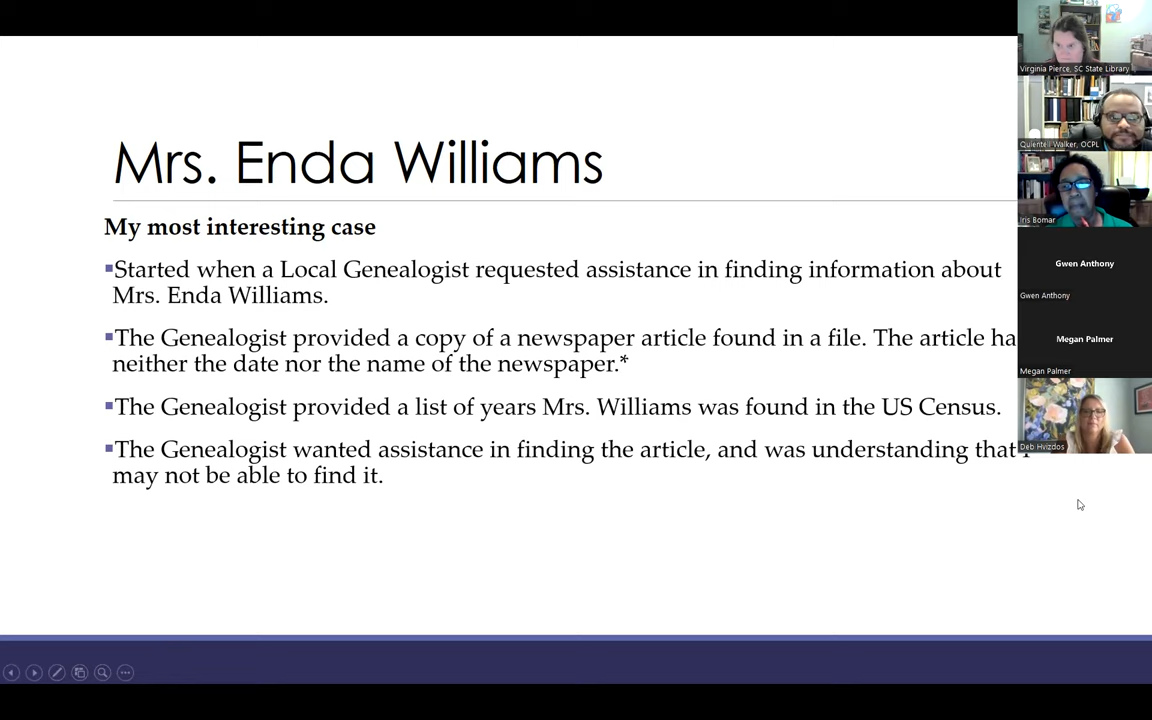 Mrs. Enda Williams
My most interesting case
▪Started when a Local Genealogist requested assistance in finding information about
Mrs. Enda Williams.
▪The Genealogist provided a copy of a newspaper article found in a file. The article ha
neither the date nor the name of the newspaper.*
▪The Genealogist provided a list of years Mrs. Williams was found in the US Census.
▪The Genealogist wanted assistance in finding the article, and was understanding that I
may not be able to find it.
Virginia Pierce, SC State Library
Quientell Walker, OCPL
Iris Bomar
Gwen Anthony
Gwen Anthony
Megan Palmer
Megan Palmer
Deb Hvizdos